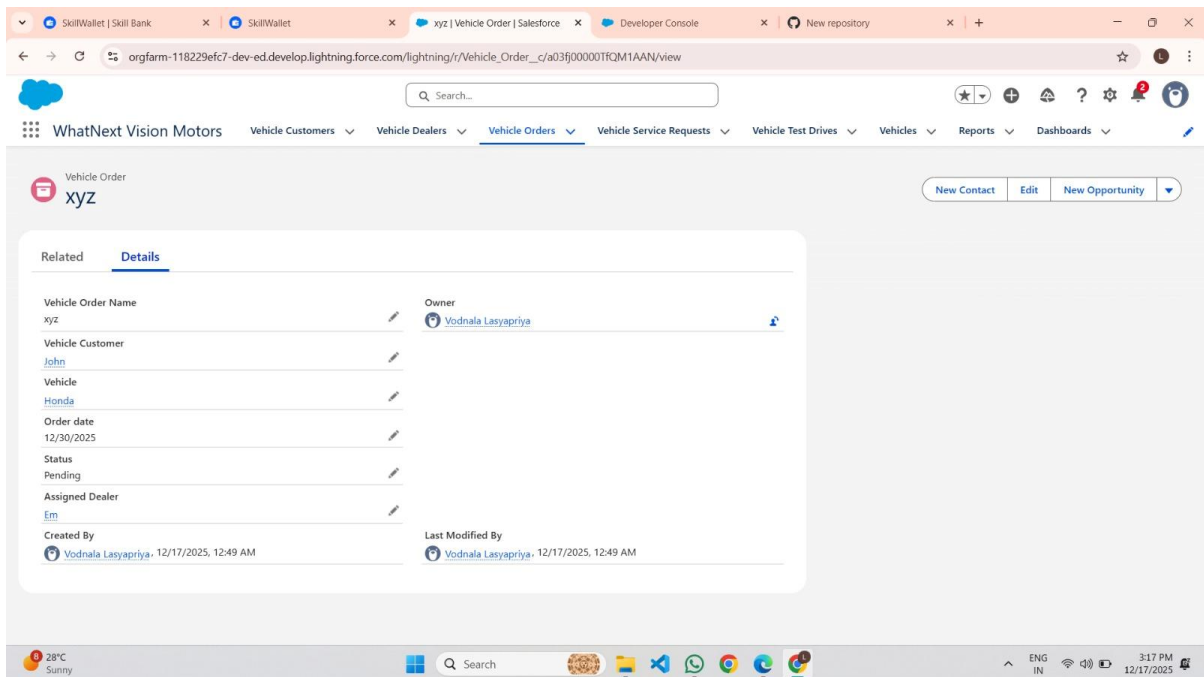 SkillWallet | Skill Bank
SkillWallet
xyz | Vehicle Order | Salesforce
Developer Console
New repository
orgfarm-118229efc7-dev-ed.develop.lightning.force.com/lightning/r/Vehicle_Order__c/a03fj00000TfQM1AAN/view
L
Search...
2
WhatNext Vision Motors
Vehicle Customers
Vehicle Dealers
Vehicle Orders
Vehicle Service Requests
Vehicle Test Drives
Vehicles
Reports
Dashboards
Vehicle Order
xyz
New Contact
Edit
New Opportunity
Related
Details
Vehicle Order Name
xyz
Owner
Vodnala Lasyapriya
Vehicle Customer
John
Vehicle
Honda
Order date
12/30/2025
Status
Pending
Assigned Dealer
Em
Created By
Vodnala Lasyapriya, 12/17/2025, 12:49 AM
Last Modified By
Vodnala Lasyapriya, 12/17/2025, 12:49 AM
8
28°C
Sunny
Search
L
ENG
IN
3:17 PM
12/17/2025